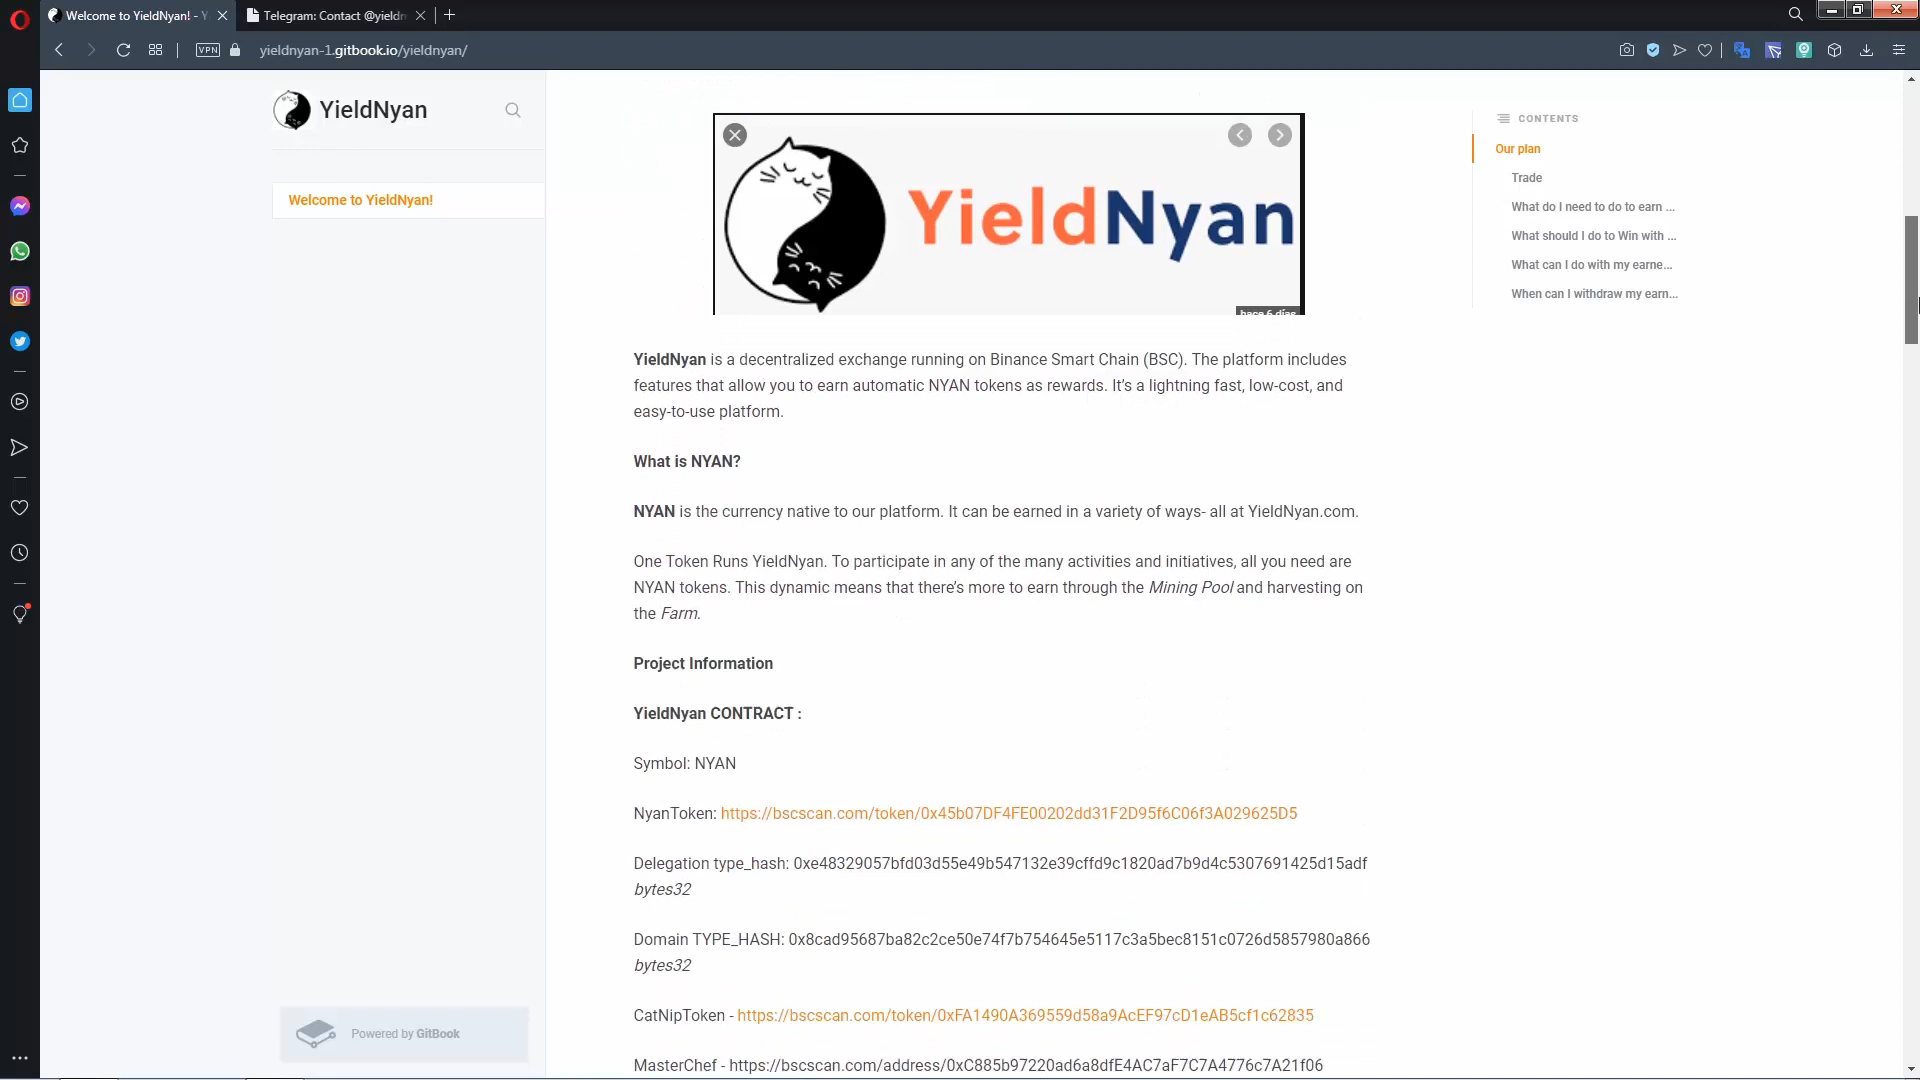 Welcome to YieldNyan! - Y
Telegram: Contact @yieldn
VPN
yieldnyan-1.gitbook.io/yieldnyan/
YieldNyan
Welcome to YieldNyan!
YieldNyan
hace 6 días
YieldNyan is a decentralized exchange running on Binance Smart Chain (BSC). The platform includes
features that allow you to earn automatic NYAN tokens as rewards. It's a lightning fast, low-cost, and
easy-to-use platform.
What is NYAN?
NYAN is the currency native to our platform. It can be earned in a variety of ways- all at YieldNyan.com.
One Token Runs YieldNyan. To participate in any of the many activities and initiatives, all you need are
NYAN tokens. This dynamic means that there's more to earn through the Mining Pool and harvesting on
the Farm.
Project Information
YieldNyan CONTRACT :
Symbol: NYAN
NyanToken: https://bscscan.com/token/0x45b07DF4FE00202dd31F2D95f6C06f3A029625D5
Delegation type_hash: 0xe48329057bfd03d55e49b547132e39cffd9c1820ad7b9d4c5307691425d15adf
bytes32
Domain TYPE_HASH: 0x8cad95687ba82c2ce50e74f7b754645e5117c3a5bec8151c0726d5857980a866
bytes32
CatNipToken - https://bscscan.com/token/0xFA1490A369559d58a9AcEF97cD1eAB5cf1c62835
MasterChef - https://bscscan.com/address/0xC885b97220ad6a8dfE4AC7aF7C7A4776c7A21f06
CONTENTS
Our plan
Trade
What do I need to do to earn ...
What should I do to Win with ...
What can I do with my earne...
When can I withdraw my earn...
Powered by GitBook